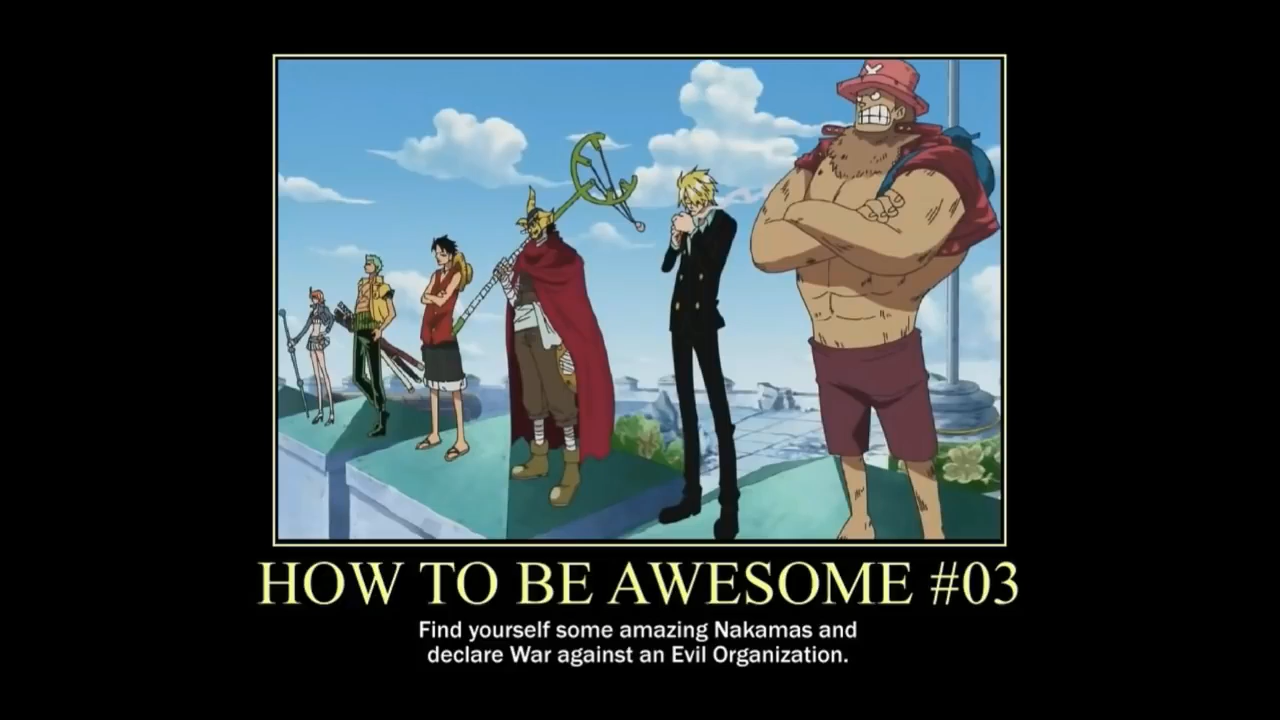 HOW TO BE AWESOME #03
Find yourself some amazing Nakamas and
declare War against an Evil Organization.